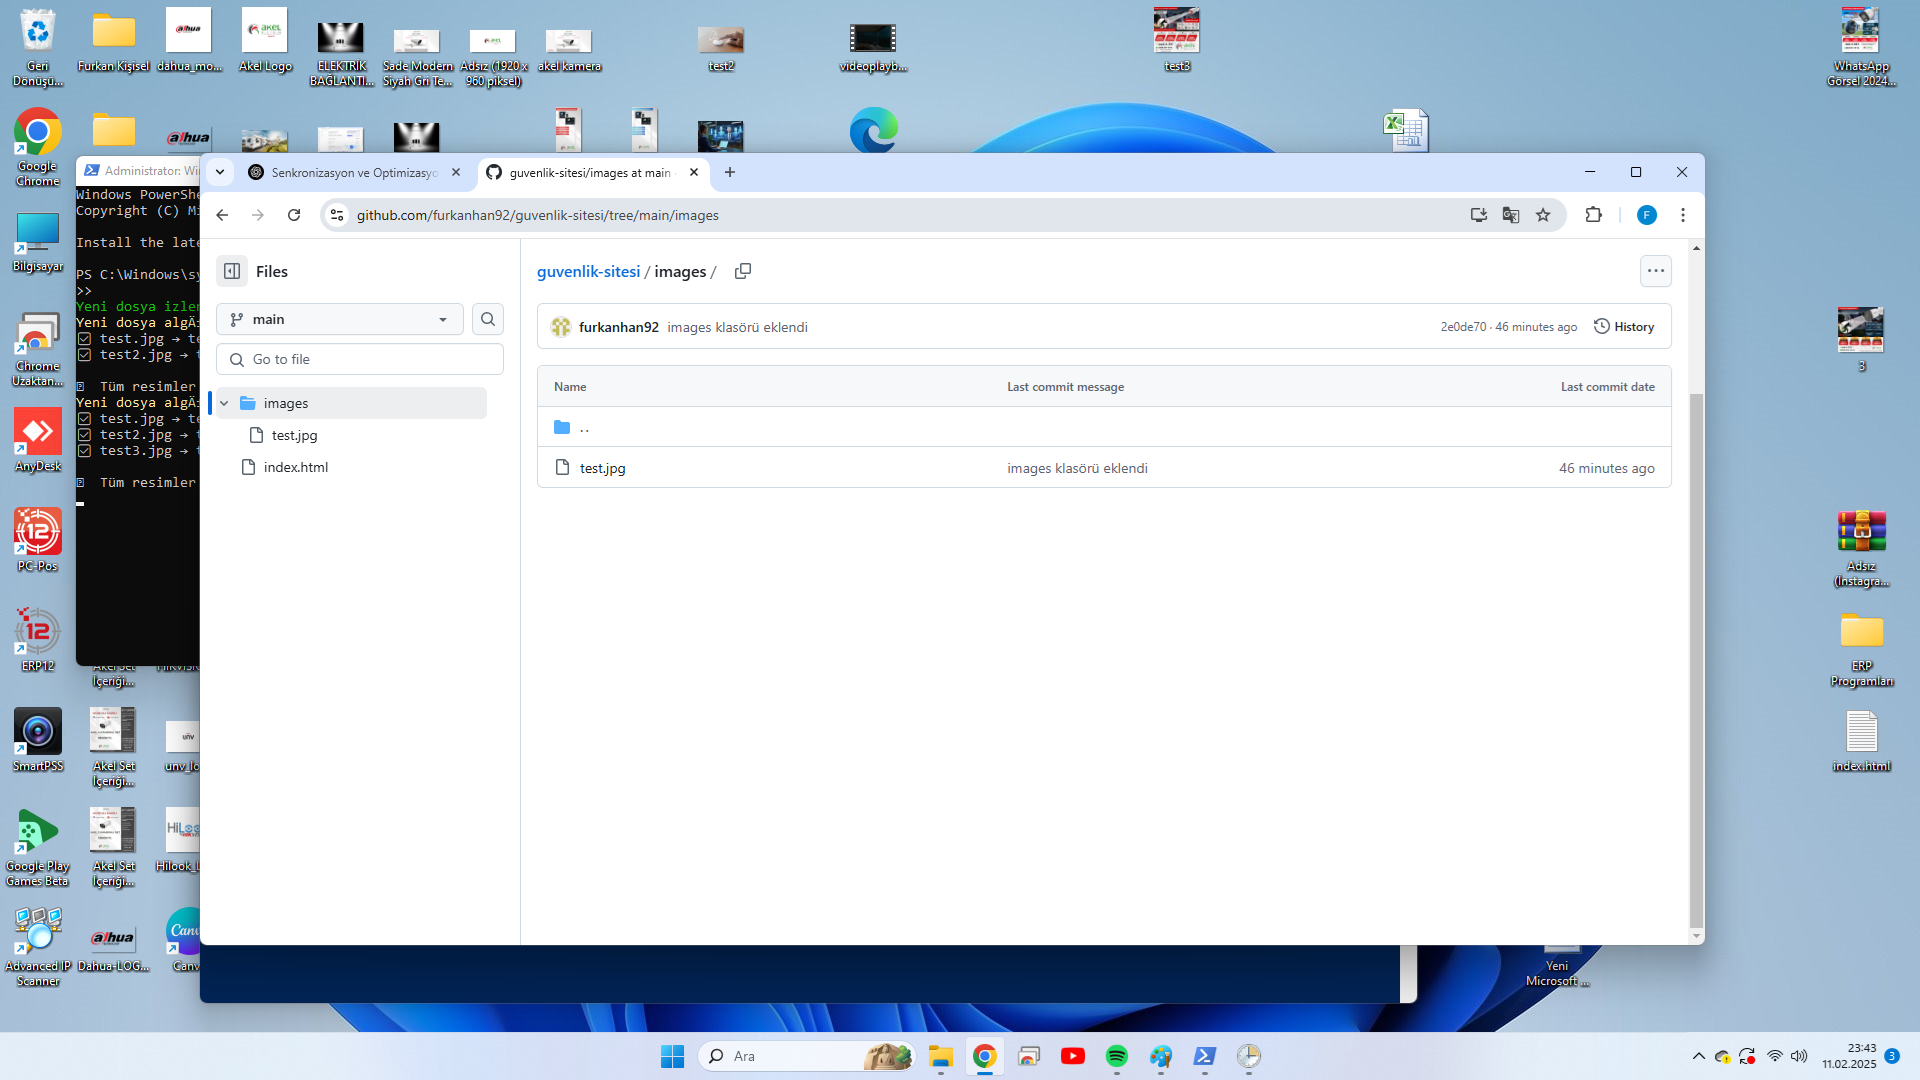 Geri
Dönüşü...
Furkan Kişisel
dahua_mo...
Akel Logo
ELEKTRİK
BAĞLANTI...
Sade Modern
Siyah Gri Te...
Adsız (1920 x
960 piksel)
akel kamera
test2
videoplayb...
test3
WhatsApp
Görsel 2024...
Google
Chrome
Bilgisayar
Chrome
Uzaktan...
AnyDesk
PC-Pos
ERP12
SmartPSS
Google Play
Games Beta
Advanced IP
Scanner
Akel Set
İçeriği...
Akel Set
İçeriği...
Akel Set
İçeriği...
Dahua-LOG...
Administrator: Wi
Windows PowerShe
Copyright (C) Mi
Install the late
PS C:\Windows\sy
>>
Yeni dosya izlen
Yeni dosya algÄ
test.jpg → te
test2.jpg → t
Tüm resimler
Yeni dosya algÄ
test.jpg → te
test2.jpg → t
test3.jpg → t
Tüm resimler
Senkronizasyon ve Optimizasyo
guvenlik-sitesi/images at main
github.com/furkanhan92/guvenlik-sitesi/tree/main/images
F
Files
main
Go to file
images
test.jpg
index.html
guvenlik-sitesi / images /
furkanhan92 images klasörü eklendi
2e0de70 · 46 minutes ago
History
Name
Last commit message
Last commit date
..
test.jpg
images klasörü eklendi
46 minutes ago
3
Adsız
(Instagra...
ERP
Programları
index.html
Yeni
Microsoft ...
Ara
23:43
11.02.2025
3